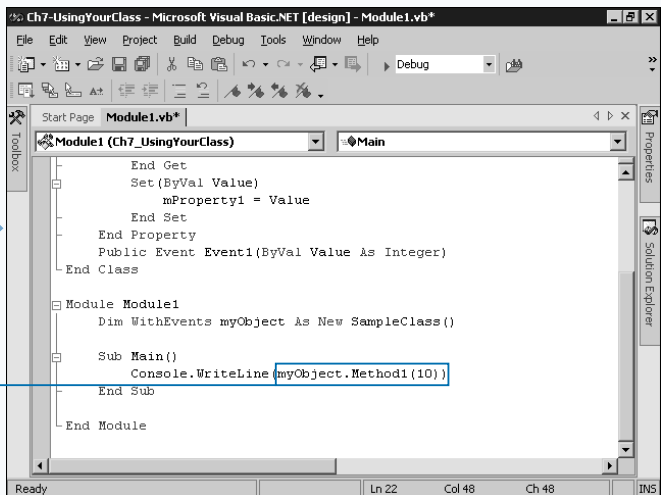 Ch7-UsingYourClass - Microsoft Visual Basic.NET [design] - Module1.vb*
File Edit View Project Build Debug Tools Window Help
Debug
Start Page Module1.vb*
Toolbox
Module1 (Ch7_UsingYourClass) Main
Properties
Solution Explorer
End Get
Set(ByVal Value)
mProperty1 = Value
End Set
End Property
Public Event Event1(ByVal Value As Integer)
End Class
Module Module1
Dim WithEvents myObject As New SampleClass()
Sub Main()
Console.WriteLine(myObject.Method1(10))
End Sub
End Module
Ready Ln 22 Col 48 Ch 48 INS